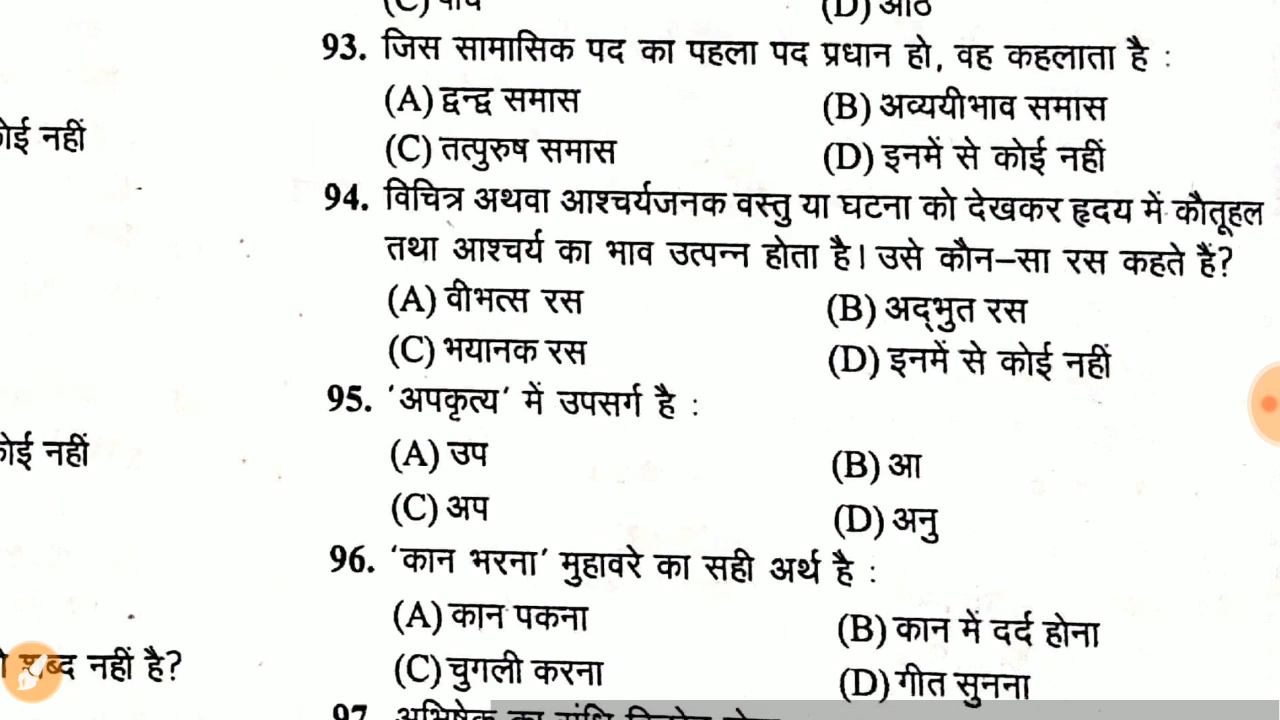 (C) पांच (D) आठ
93. जिस सामासिक पद का पहला पद प्रधान हो, वह कहलाता है :
(A) द्वन्द्व समास (B) अव्ययीभाव समास
(C) तत्पुरुष समास (D) इनमें से कोई नहीं
कोई नहीं
94. विचित्र अथवा आश्चर्यजनक वस्तु या घटना को देखकर हृदय में कौतूहल
तथा आश्चर्य का भाव उत्पन्न होता है। उसे कौन–सा रस कहते हैं?
(A) वीभत्स रस (B) अद्‌भुत रस
(C) भयानक रस (D) इनमें से कोई नहीं
95. 'अपकृत्य' में उपसर्ग है :
कोई नहीं
(A) उप (B) आ
(C) अप (D) अनु
96. 'कान भरना' मुहावरे का सही अर्थ है :
(A) कान पकना (B) कान में दर्द होना
शब्द नहीं है?
(C) चुगली करना (D) गीत सुनना
97.